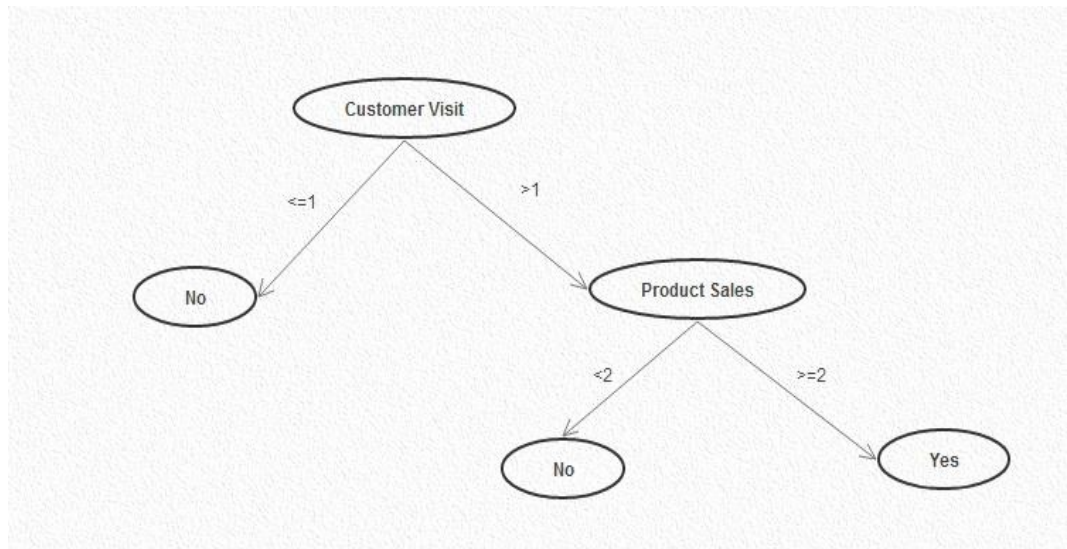 Customer Visit
<=1
>1
No
Product Sales
<2
>=2
No
Yes